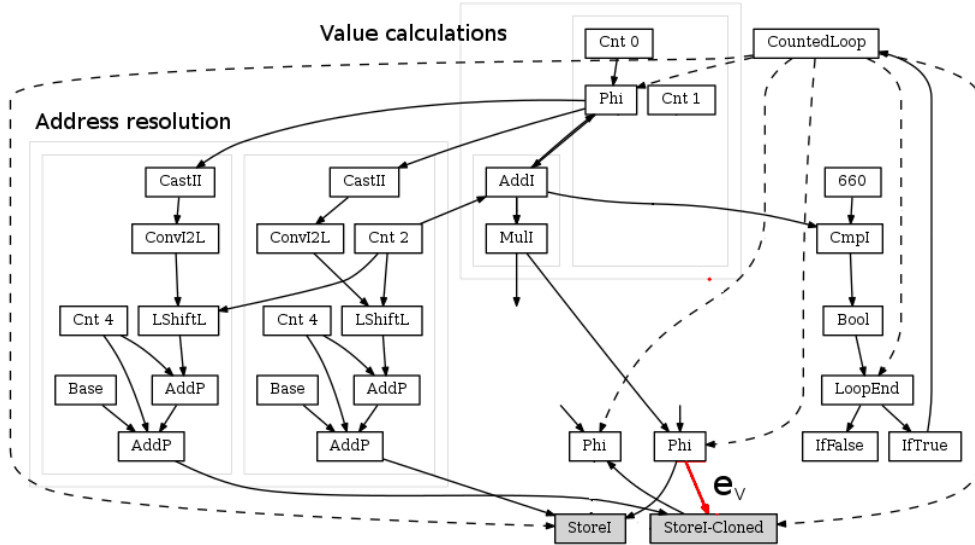 Value calculations
Cnt 0
CountedLoop
Phi
Cnt 1
Address resolution
CastII
CastII
AddI
660
ConvI2L
ConvI2L
Cnt 2
MulI
CmpI
Cnt 4
LShiftL
Cnt 4
LShiftL
Bool
Base
AddP
Base
AddP
LoopEnd
AddP
AddP
Phi
Phi
IfFalse
IfTrue
ev
StoreI
StoreI-Cloned